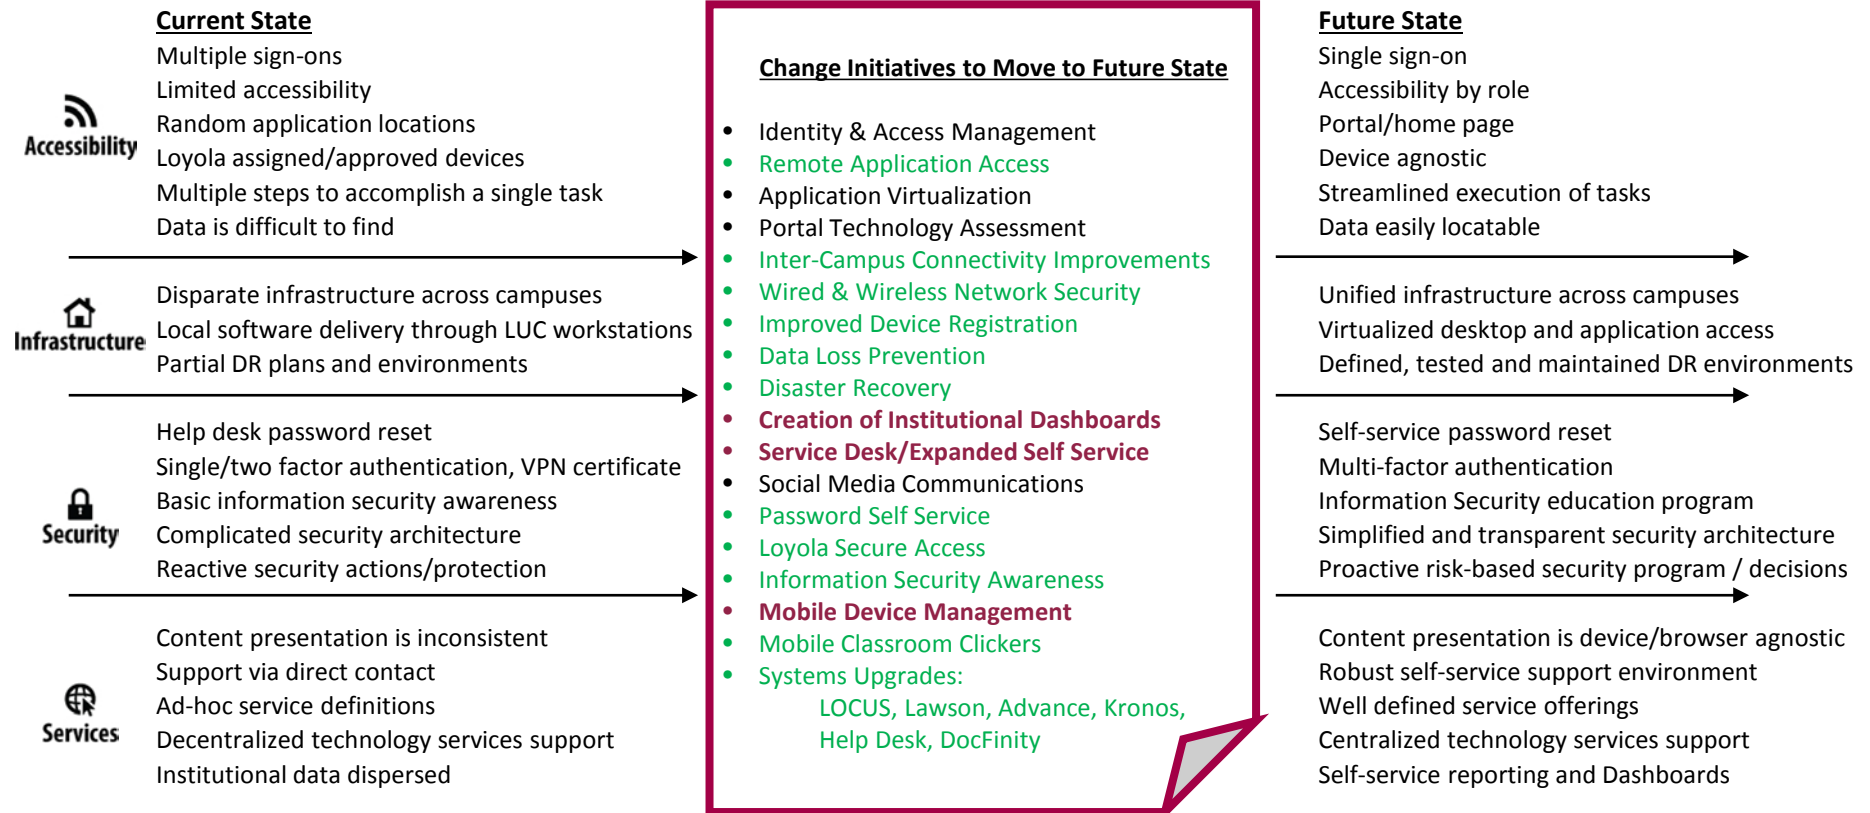 Current State
Multiple sign-ons
Limited accessibility
Random application locations
Loyola assigned/approved devices
Multiple steps to accomplish a single task
Data is difficult to find
Accessibility
Disparate infrastructure across campuses
Local software delivery through LUC workstations
Partial DR plans and environments
Infrastructure
Help desk password reset
Single/two factor authentication, VPN certificate
Basic information security awareness
Complicated security architecture
Reactive security actions/protection
Security
Content presentation is inconsistent
Support via direct contact
Ad-hoc service definitions
Decentralized technology services support
Institutional data dispersed
Services
Change Initiatives to Move to Future State
• Identity & Access Management
• Remote Application Access
• Application Virtualization
• Portal Technology Assessment
• Inter-Campus Connectivity Improvements
• Wired & Wireless Network Security
• Improved Device Registration
• Data Loss Prevention
• Disaster Recovery
• Creation of Institutional Dashboards
• Service Desk/Expanded Self Service
• Social Media Communications
• Password Self Service
• Loyola Secure Access
• Information Security Awareness
• Mobile Device Management
• Mobile Classroom Clickers
• Systems Upgrades:
LOCUS, Lawson, Advance, Kronos,
Help Desk, DocFinity
Future State
Single sign-on
Accessibility by role
Portal/home page
Device agnostic
Streamlined execution of tasks
Data easily locatable
Unified infrastructure across campuses
Virtualized desktop and application access
Defined, tested and maintained DR environments
Self-service password reset
Multi-factor authentication
Information Security education program
Simplified and transparent security architecture
Proactive risk-based security program / decisions
Content presentation is device/browser agnostic
Robust self-service support environment
Well defined service offerings
Centralized technology services support
Self-service reporting and Dashboards